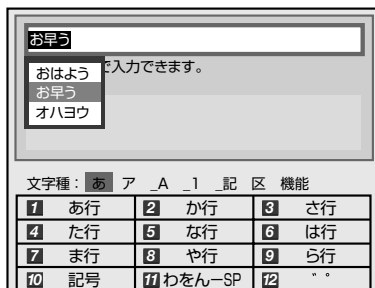 お早う
で入力できます。
おはよう
お早う
オハヨウ
文字種： あ ア _A _1 _記 区 機能
1 あ行 2 か行 3 さ行
4 た行 5 な行 6 は行
7 ま行 8 や行 9 ら行
10 記号 11 わをんーSP 12 ゛゜